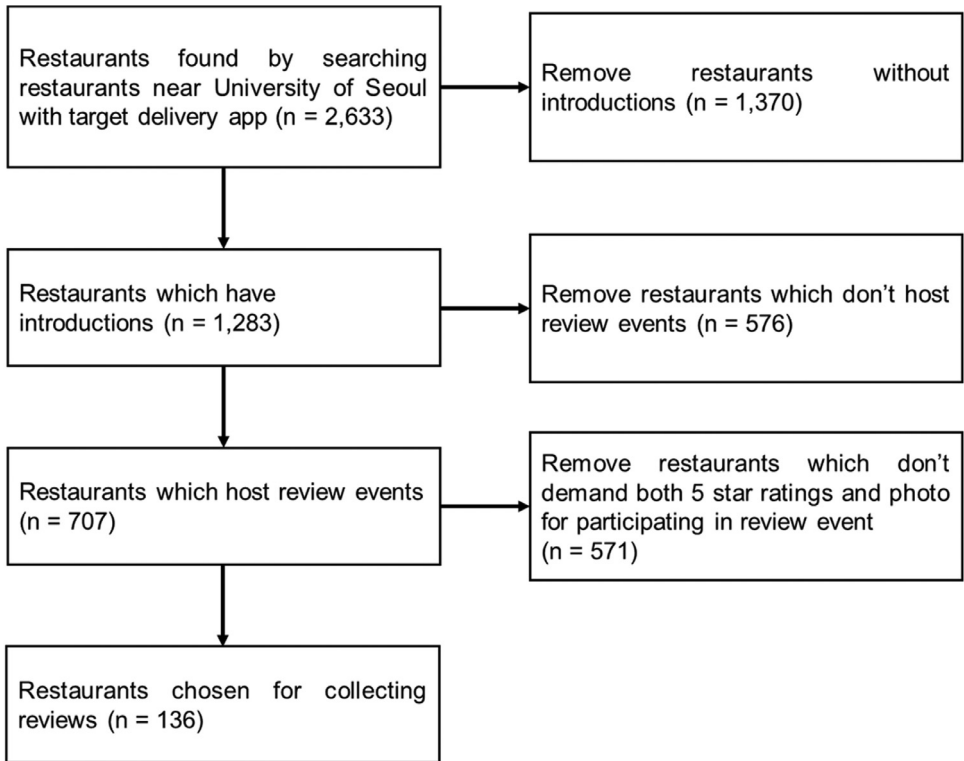 Restaurants found by searching
restaurants near University of Seoul
with target delivery app (n = 2,633)
Remove restaurants without
introductions (n = 1,370)
Restaurants which have
introductions (n = 1,283)
Remove restaurants which don't host
review events (n = 576)
Restaurants which host review events
(n = 707)
Remove restaurants which don't
demand both 5 star ratings and photo
for participating in review event
(n = 571)
Restaurants chosen for collecting
reviews (n = 136)